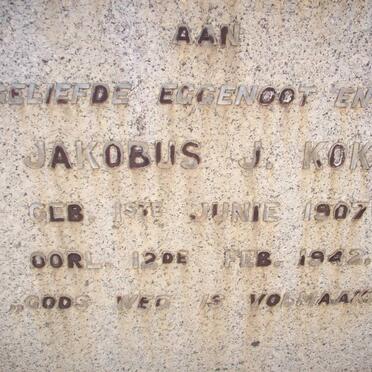 AAN
GELIEFDE EGGENOOT EN
JAKOBUS J. KOK
GEB. 1STE JUNIE 1907
OORL. 12DE FEB. 1942.
„GODS WEG IS VOLMAAK